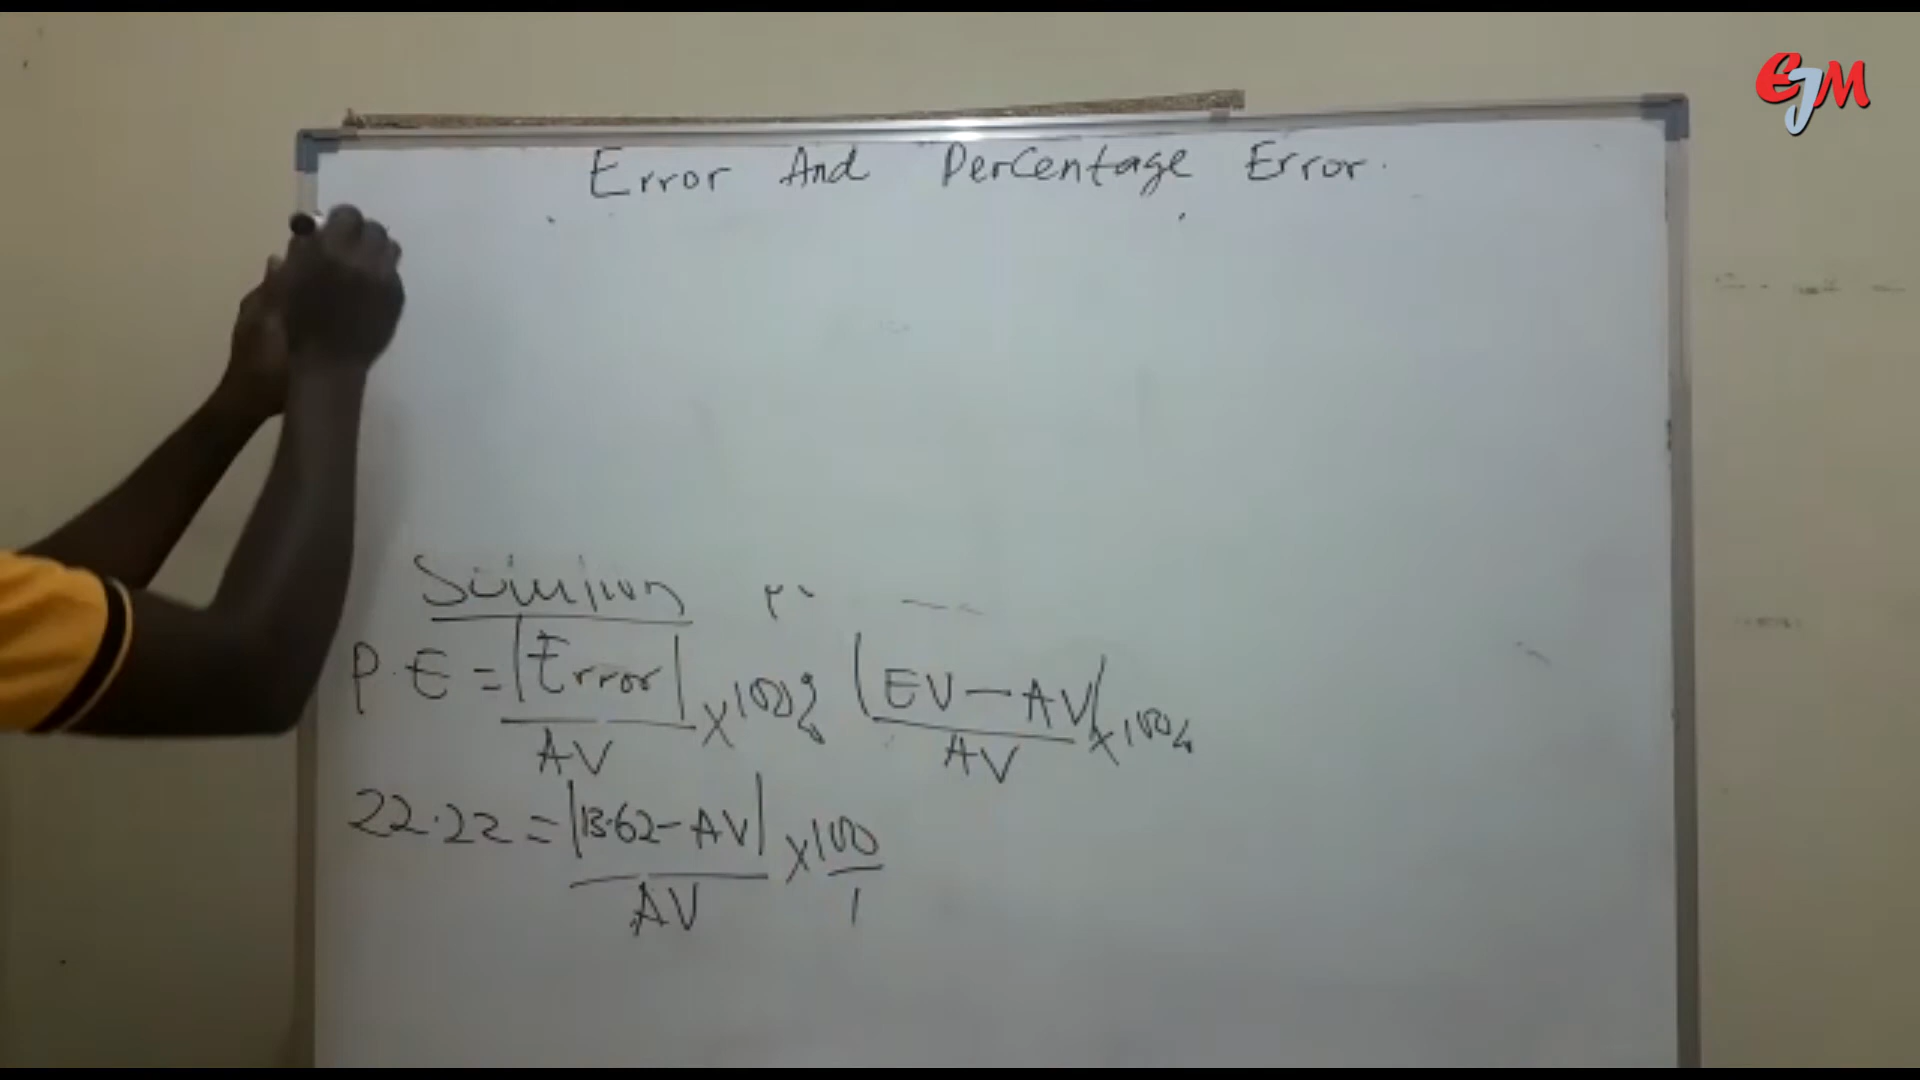 EJM
Error And Percentage Error.
Solution
P.E = |Error| / AV × 100% |EV - AV| / AV × 100%
22.22 = |13.62 - AV| / AV × 100 / 1